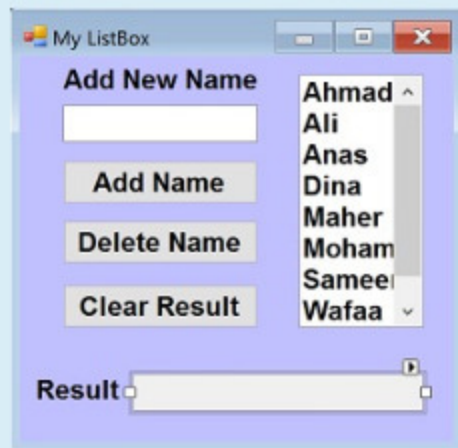 My ListBox
Add New Name
Add Name
Delete Name
Clear Result
Ahmad
Ali
Anas
Dina
Maher
Moham
Sameer
Wafaa
Result